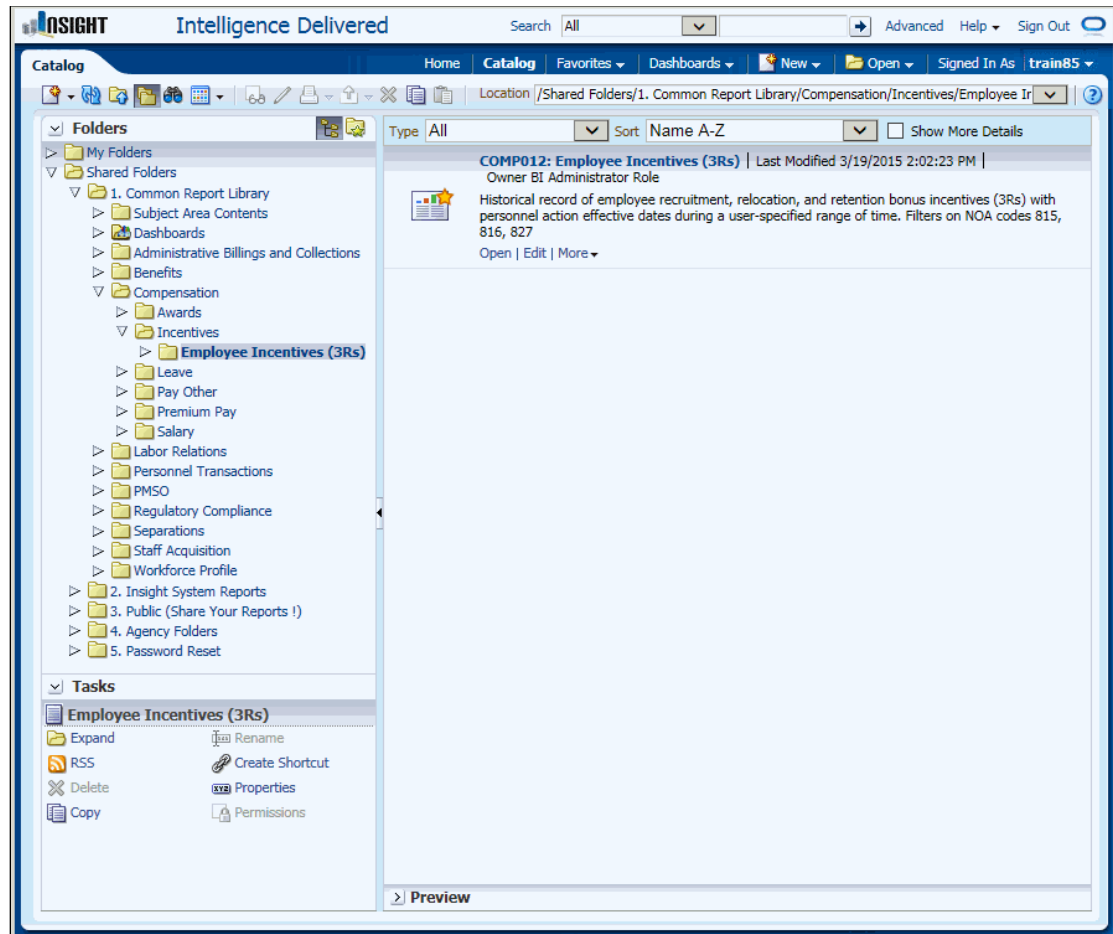 INSIGHT Intelligence Delivered Search All Advanced Help Sign Out
Catalog Home Catalog Favorites Dashboards New Open Signed In As train85
Location /Shared Folders/1. Common Report Library/Compensation/Incentives/Employee Ir
Folders
Type All Sort Name A-Z Show More Details
My Folders
Shared Folders
1. Common Report Library
Subject Area Contents
Dashboards
Administrative Billings and Collections
Benefits
Compensation
Awards
Incentives
Employee Incentives (3Rs)
Leave
Pay Other
Premium Pay
Salary
Labor Relations
Personnel Transactions
PMSO
Regulatory Compliance
Separations
Staff Acquisition
Workforce Profile
2. Insight System Reports
3. Public (Share Your Reports !)
4. Agency Folders
5. Password Reset
COMP012: Employee Incentives (3Rs) | Last Modified 3/19/2015 2:02:23 PM |
Owner BI Administrator Role
Historical record of employee recruitment, relocation, and retention bonus incentives (3Rs) with
personnel action effective dates during a user-specified range of time. Filters on NOA codes 815,
816, 827
Open | Edit | More
Tasks
Employee Incentives (3Rs)
Expand Rename
RSS Create Shortcut
Delete Properties
Copy Permissions
Preview